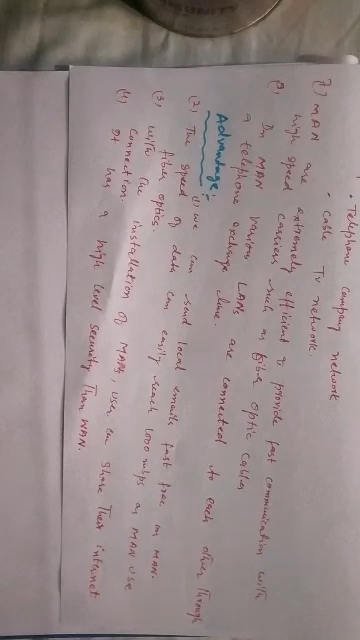 • Telephone company network
• Cable TV network.
7) MAN are extremely efficient & provide fast communication with
high speed carriers such as fibre optic cables
8) In MAN various LANs are connected to each other through
a telephone exchange line.
Advantage:-
(1) we can send local emails fast free on MAN.
(2) The speed of data can easily reach 1000 mbps as MAN use
fiber optics.
(3) with the installation of MANs, user can share their internet
connection.
(4) It has a high level security than WAN.